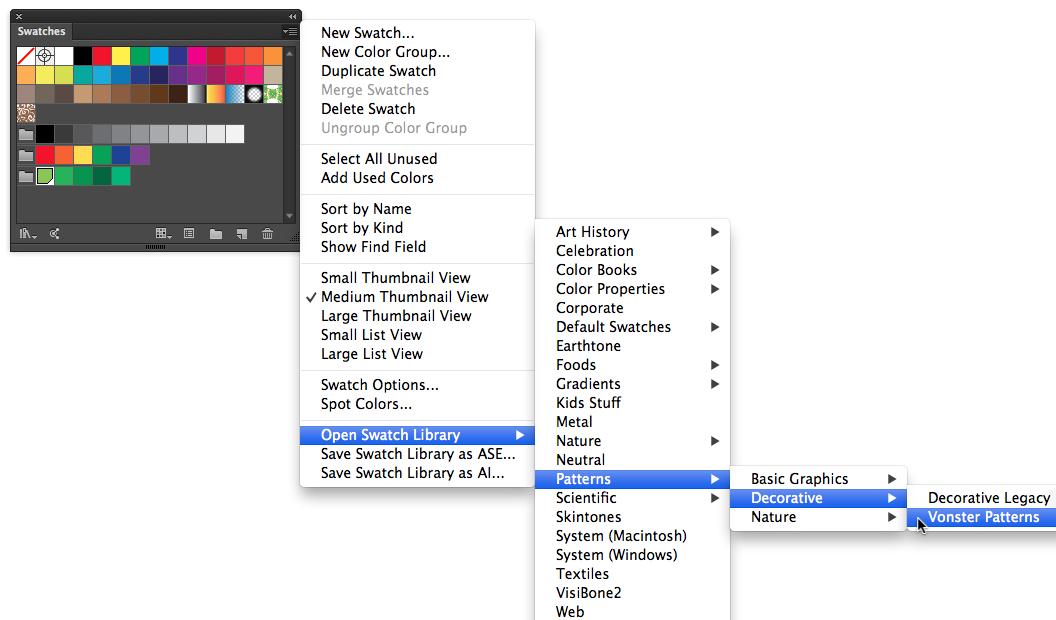 Swatches
New Swatch...
New Color Group...
Duplicate Swatch
Merge Swatches
Delete Swatch
Ungroup Color Group
Select All Unused
Add Used Colors
Sort by Name
Sort by Kind
Show Find Field
Small Thumbnail View
Medium Thumbnail View
Large Thumbnail View
Small List View
Large List View
Swatch Options...
Spot Colors...
Open Swatch Library
Save Swatch Library as ASE...
Save Swatch Library as AI...
Art History
Celebration
Color Books
Color Properties
Corporate
Default Swatches
Earthtone
Foods
Gradients
Kids Stuff
Metal
Nature
Neutral
Patterns
Scientific
Skintones
System (Macintosh)
System (Windows)
Textiles
VisiBone2
Web
Basic Graphics
Decorative
Nature
Decorative Legacy
Vonster Patterns